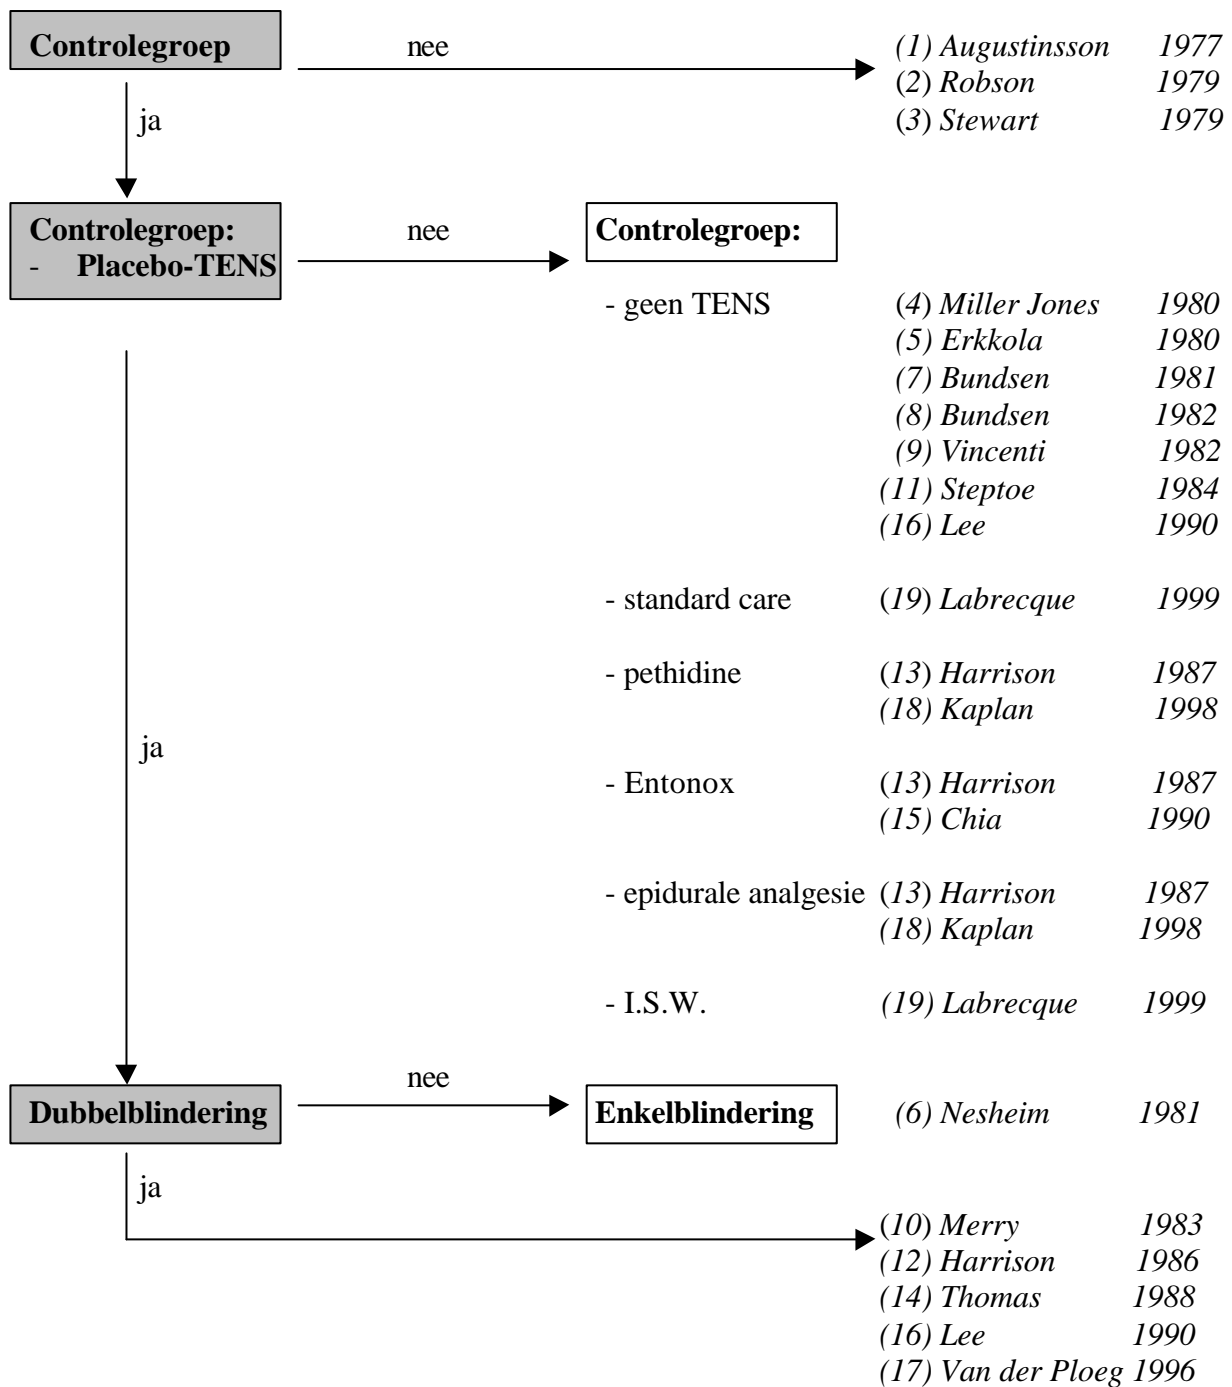 Controlegroep nee (1) Augustinsson 1977
(2) Robson 1979
ja (3) Stewart 1979
Controlegroep: nee Controlegroep:
- Placebo-TENS
- geen TENS (4) Miller Jones 1980
(5) Erkkola 1980
(7) Bundsen 1981
(8) Bundsen 1982
(9) Vincenti 1982
(11) Steptoe 1984
(16) Lee 1990
- standard care (19) Labrecque 1999
- pethidine (13) Harrison 1987
(18) Kaplan 1998
ja
- Entonox (13) Harrison 1987
(15) Chia 1990
- epidurale analgesie (13) Harrison 1987
(18) Kaplan 1998
- I.S.W. (19) Labrecque 1999
nee
Dubbelblindering Enkelblindering (6) Nesheim 1981
ja
(10) Merry 1983
(12) Harrison 1986
(14) Thomas 1988
(16) Lee 1990
(17) Van der Ploeg 1996